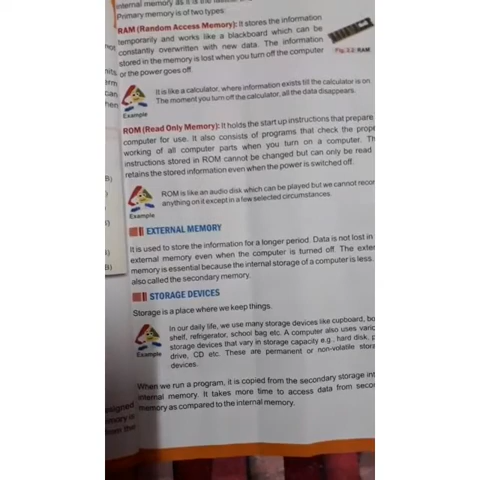 internal memory as it is the
Primary memory is of two types:
RAM (Random Access Memory): It stores the information
temporarily and works like a blackboard which can be
constantly overwritten with new data. The information
stored in the memory is lost when you turn off the computer
or the power goes off.
Fig. 2.2: RAM
It is like a calculator, where information exists till the calculator is on.
The moment you turn off the calculator, all the data disappears.
Example
ROM (Read Only Memory): It holds the start up instructions that prepare
computer for use. It also consists of programs that check the prope
working of all computer parts when you turn on a computer. Th
instructions stored in ROM cannot be changed but can only be read
retains the stored information even when the power is switched off.
ROM is like an audio disk which can be played but we cannot recor
anything on it except in a few selected circumstances.
Example
EXTERNAL MEMORY
It is used to store the information for a longer period. Data is not lost in
external memory even when the computer is turned off. The exter
memory is essential because the internal storage of a computer is less.
also called the secondary memory.
STORAGE DEVICES
Storage is a place where we keep things.
In our daily life, we use many storage devices like cupboard, bo
shelf, refrigerator, school bag etc. A computer also uses vario
storage devices that vary in storage capacity e.g., hard disk, p
drive, CD etc. These are permanent or non-volatile stora
devices.
Example
When we run a program, it is copied from the secondary storage int
internal memory. It takes more time to access data from secon
memory as compared to the internal memory.
B)
B)